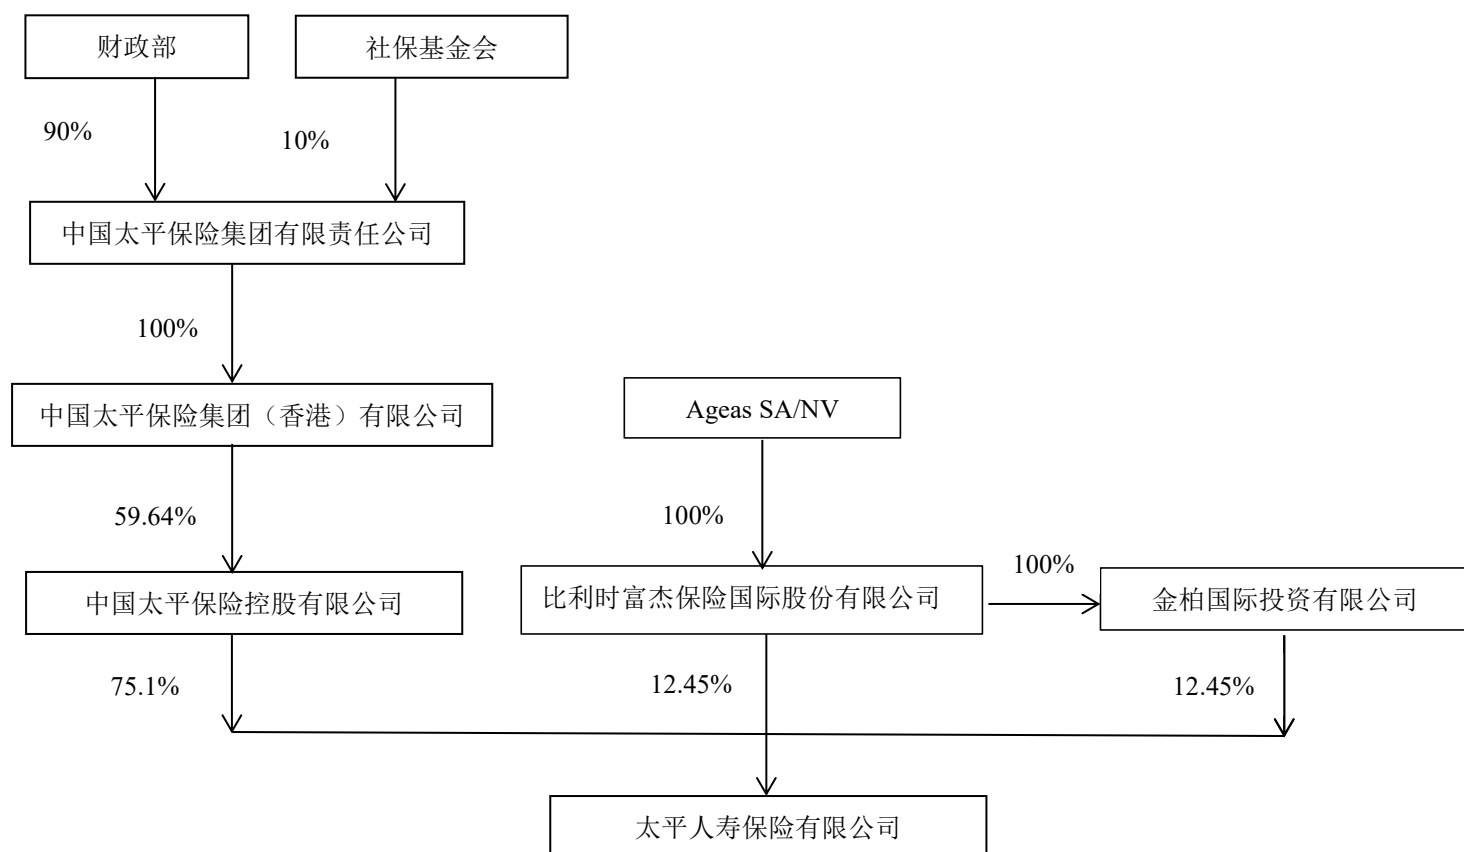 财政部
社保基金会
90%
10%
中国太平保险集团有限责任公司
100%
中国太平保险集团（香港）有限公司
Ageas SA/NV
59.64%
100%
中国太平保险控股有限公司
比利时富杰保险国际股份有限公司
100%
金柏国际投资有限公司
75.1%
12.45%
12.45%
太平人寿保险有限公司